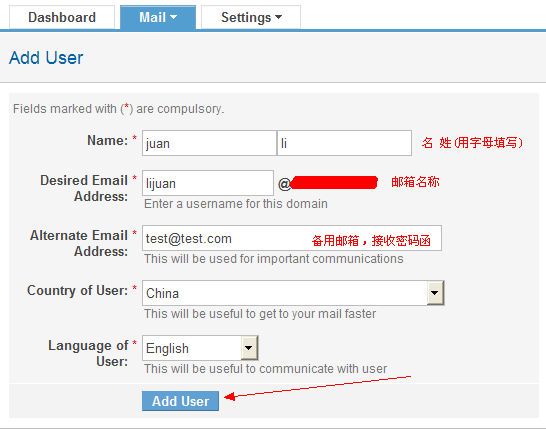 Dashboard Mail Settings
Add User
Fields marked with (*) are compulsory.
Name: * juan li 名 姓(用字母填写)
Desired Email * lijuan @ 邮箱名称
Address: Enter a username for this domain
Alternate Email * test@test.com 备用邮箱，接收密码函
Address: This will be used for important communications
Country of User: * China
This will be useful to get to your mail faster
Language of * English
User: This will be useful to communicate with user
Add User